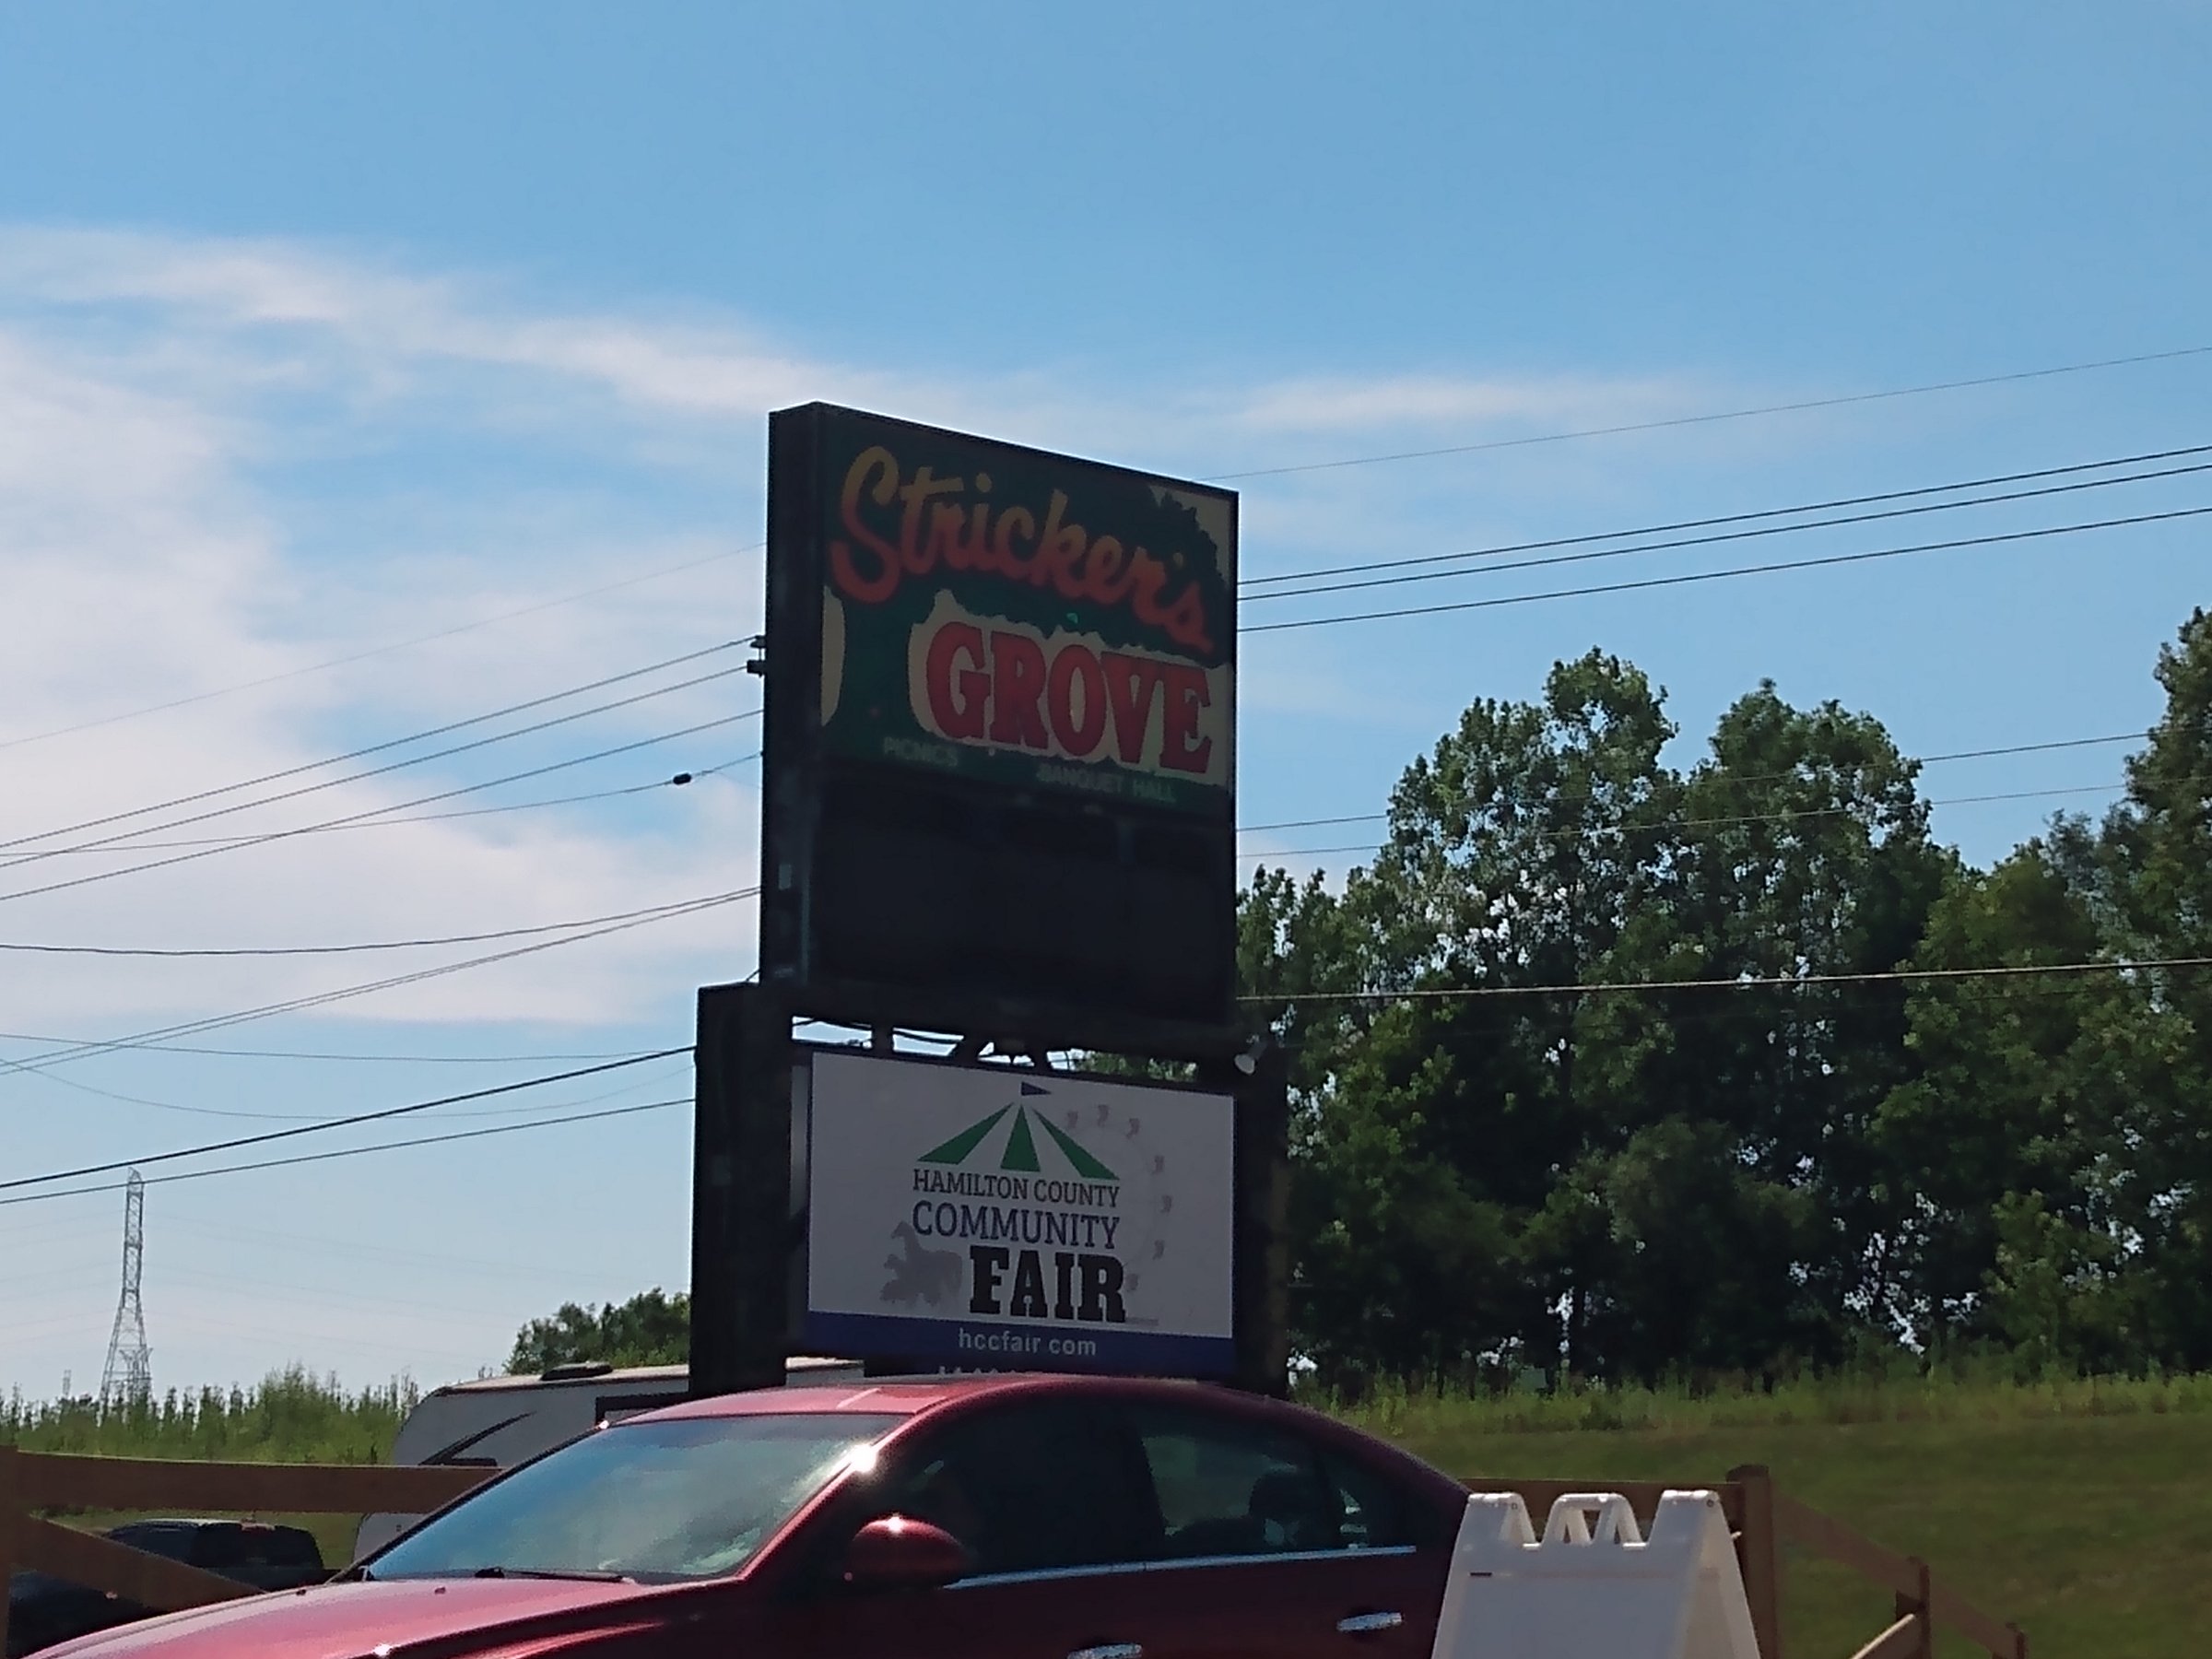 Stricker's
GROVE
PICNICS BANQUET HALL
HAMILTON COUNTY
COMMUNITY
FAIR
hccfair.com